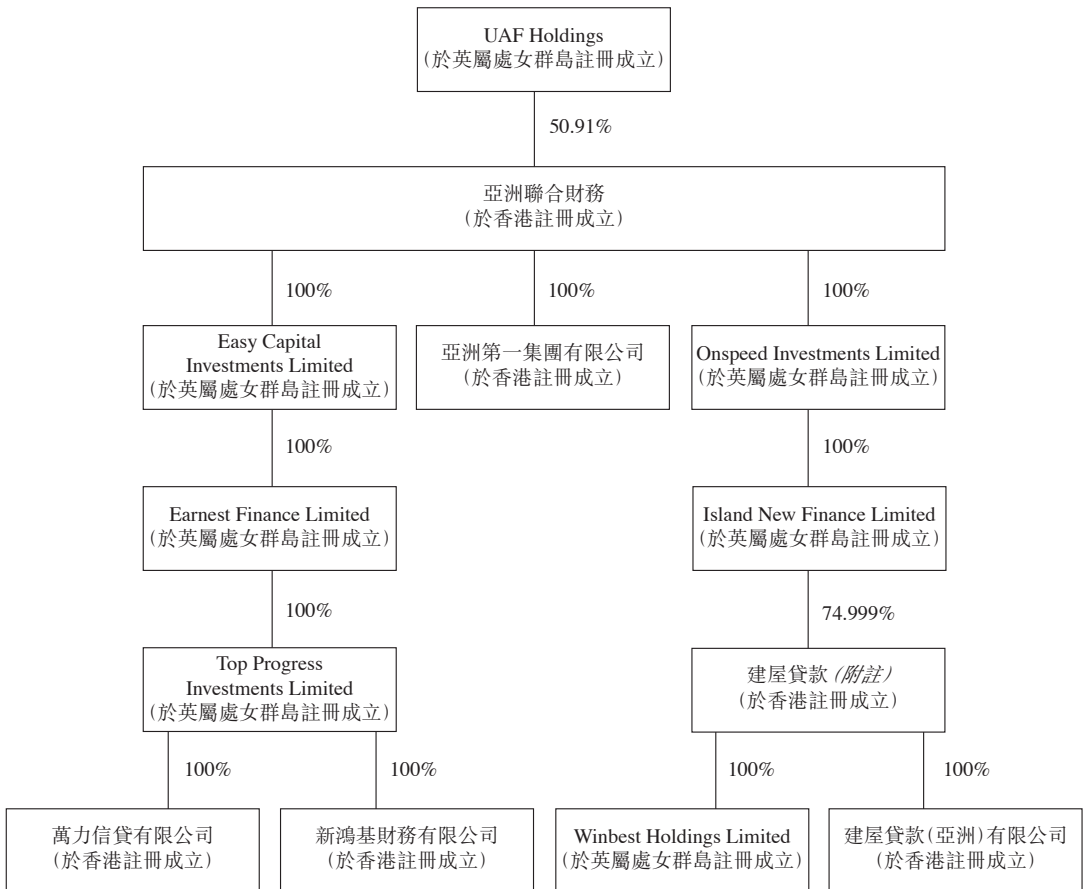 UAF Holdings
(於英屬處女群島註冊成立)
50.91%
亞洲聯合財務
(於香港註冊成立)
100%
100%
100%
Easy Capital
Investments Limited
(於英屬處女群島註冊成立)
亞洲第一集團有限公司
(於香港註冊成立)
Onspeed Investments Limited
(於英屬處女群島註冊成立)
100%
100%
Earnest Finance Limited
(於英屬處女群島註冊成立)
Island New Finance Limited
(於英屬處女群島註冊成立)
100%
74.999%
Top Progress
Investments Limited
(於英屬處女群島註冊成立)
建屋貸款(附註)
(於香港註冊成立)
100%
100%
100%
100%
萬力信貸有限公司
(於香港註冊成立)
新鴻基財務有限公司
(於香港註冊成立)
Winbest Holdings Limited
(於英屬處女群島註冊成立)
建屋貸款(亞洲)有限公司
(於香港註冊成立)